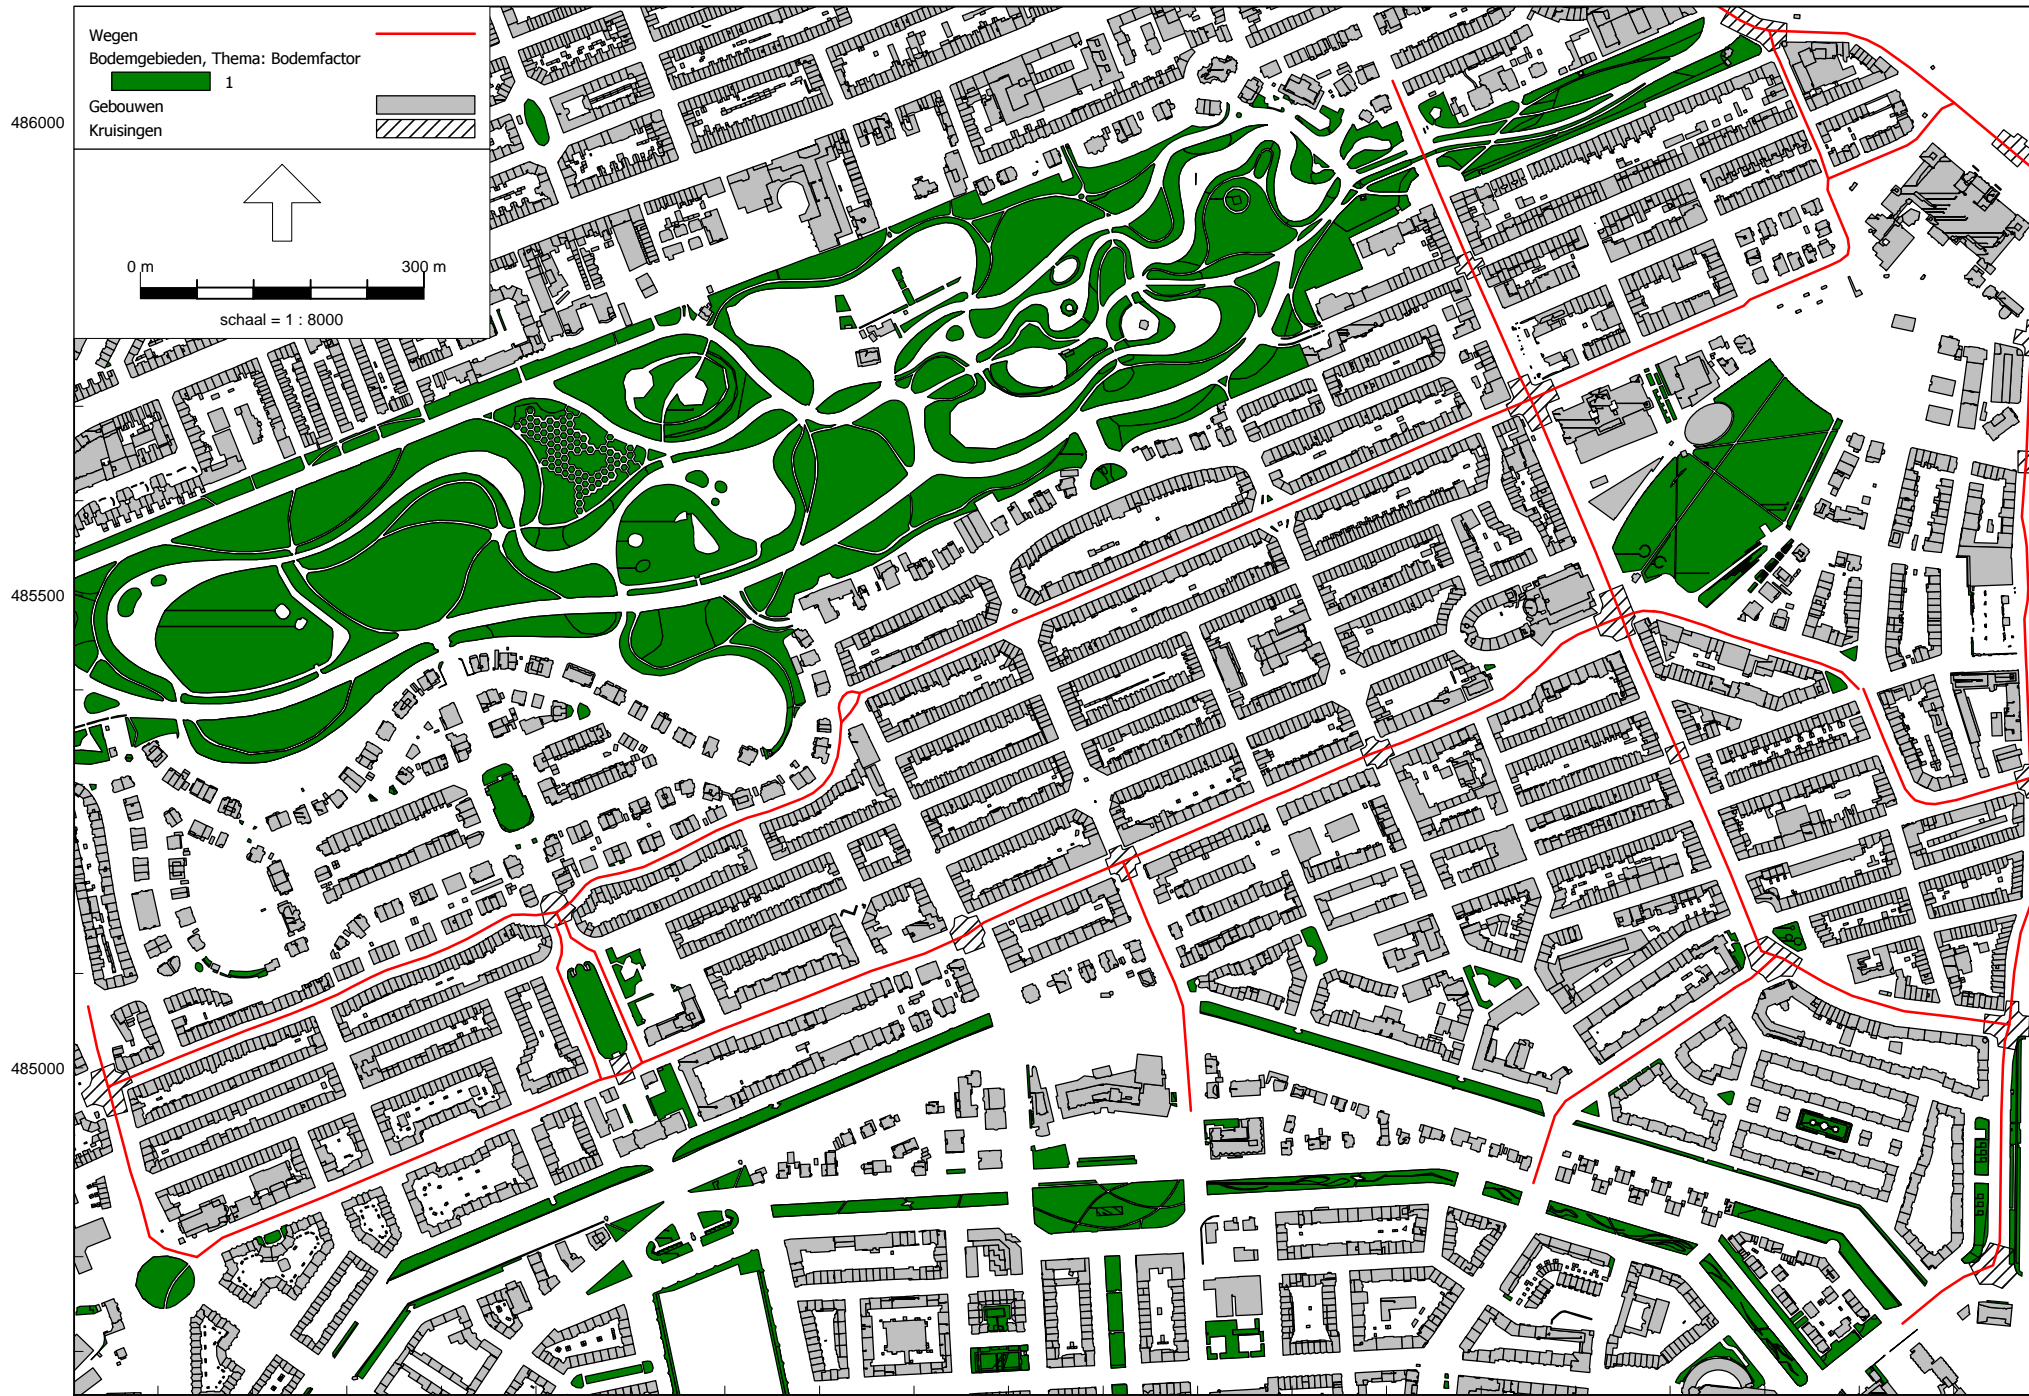 Wegen
Bodemgebieden, Thema: Bodemfactor
1
Gebouwen
Kruisingen
0 m 300 m
schaal = 1 : 8000
486000
485500
485000